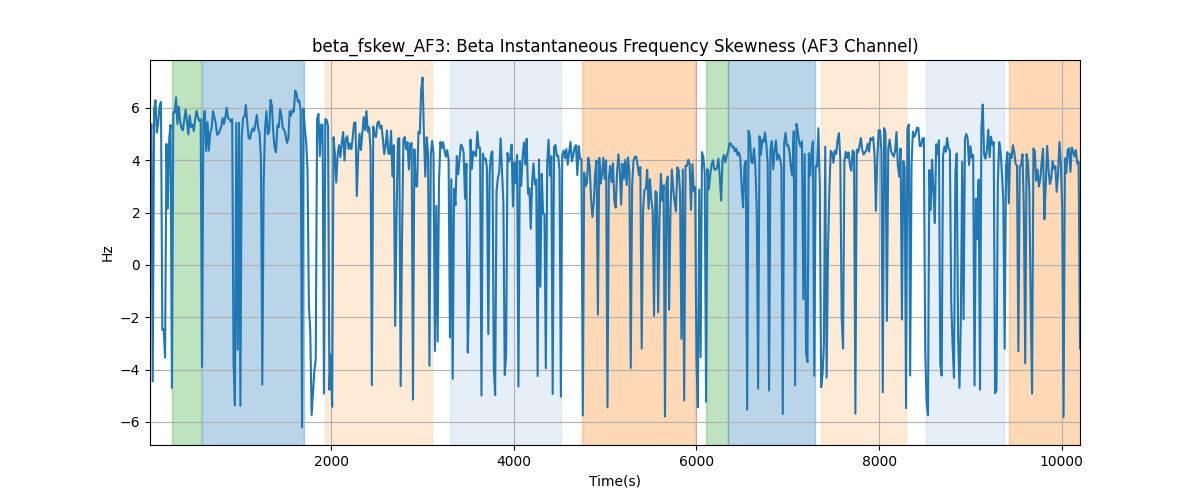 beta_fskew_AF3: Beta Instantaneous Frequency Skewness (AF3 Channel)
Hz
6
4
2
0
−2
−4
−6
2000 4000 6000 8000 10000
Time(s)